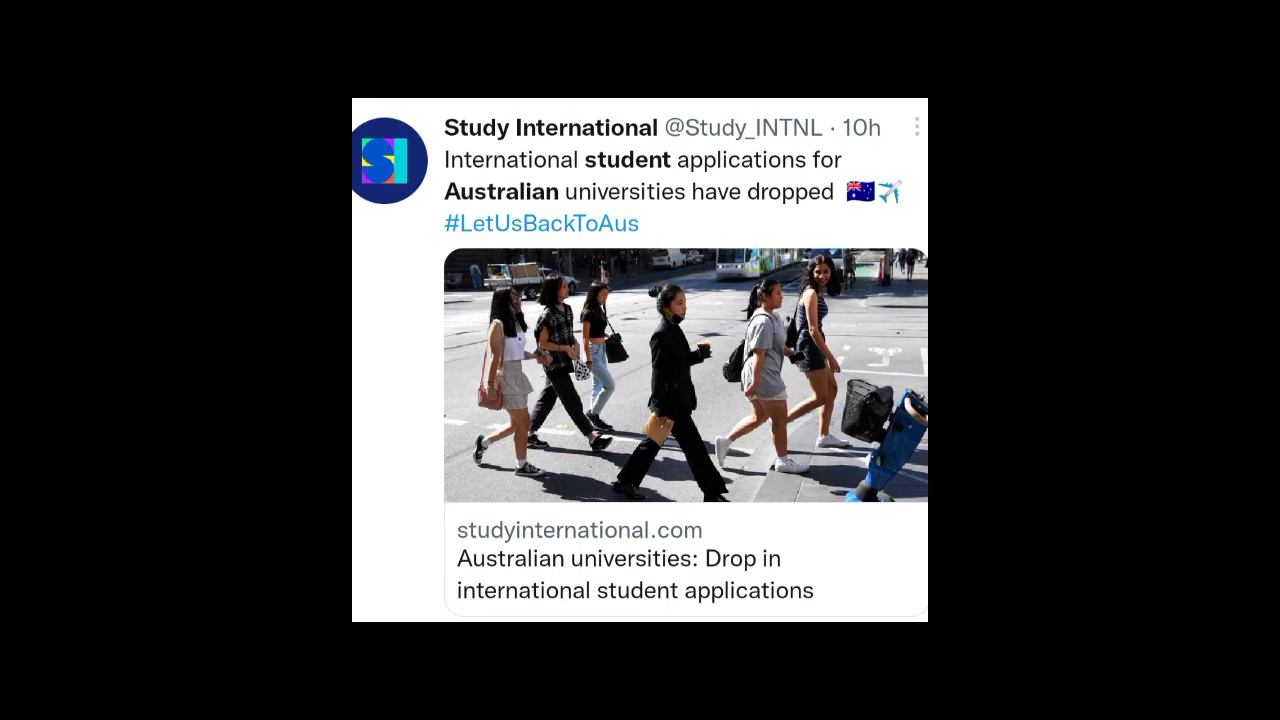 Study International @Study_INTNL · 10h
International student applications for
Australian universities have dropped 🇦🇺✈️
#LetUsBackToAus
studyinternational.com
Australian universities: Drop in
international student applications